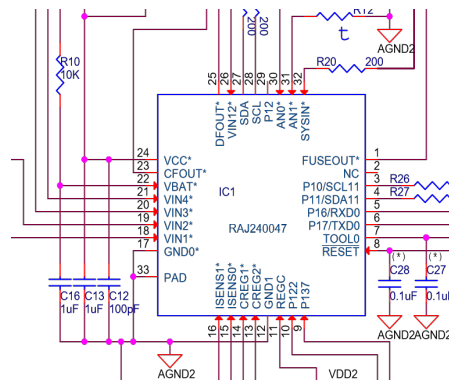 R12
t
AGND2
200
200
R10
10K
R20
200
25
26
27
28
29
30
31
32
DFOUT*
VIN12*
SDA
SCL
P12
AN0*
AN1*
SYSIN*
24
VCC*
23
CFOUT*
22
VBAT*
21
VIN4*
20
VIN3*
19
VIN2*
18
VIN1*
17
GND0*
33
PAD
IC1
RAJ240047
FUSEOUT*
1
NC
2
P10/SCL11
3
R26
P11/SDA11
4
R27
P16/RXD0
5
P17/TXD0
6
TOOL0
7
RESET
8
(*)
(*)
C28
C27
0.1uF
0.1u
AGND2
AGND2
ISENS1*
ISENS0*
CREG1*
CREG2*
GND1
REGC
P122
P137
16
15
14
13
12
11
10
9
C16
C13
C12
1uF
1uF
100pF
AGND2
VDD2